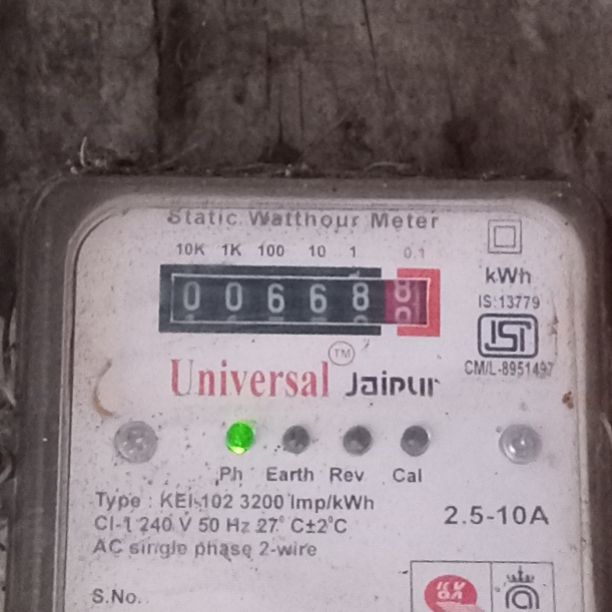 Static Watthour Meter
10K 1K 100 10 1 0.1
0 0 6 6 8 8
kWh
IS:13779
ISI
CM/L-8951497
Universal TM Jaipur
Ph Earth Rev Cal
Type : KEI-102 3200 Imp/kWh
Cl-1 240 V 50 Hz 27° C±2°C
2.5-10A
AC single phase 2-wire
S.No.